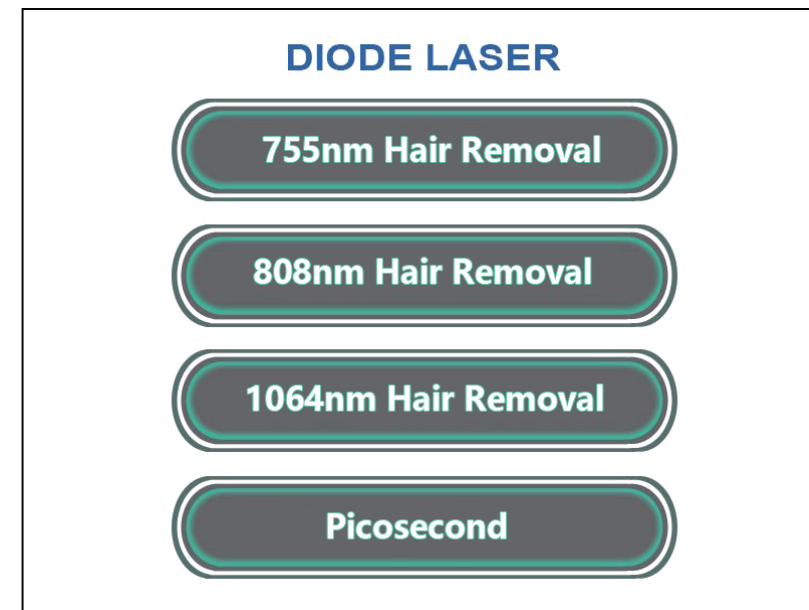 DIODE LASER
755nm Hair Removal
808nm Hair Removal
1064nm Hair Removal
Picosecond